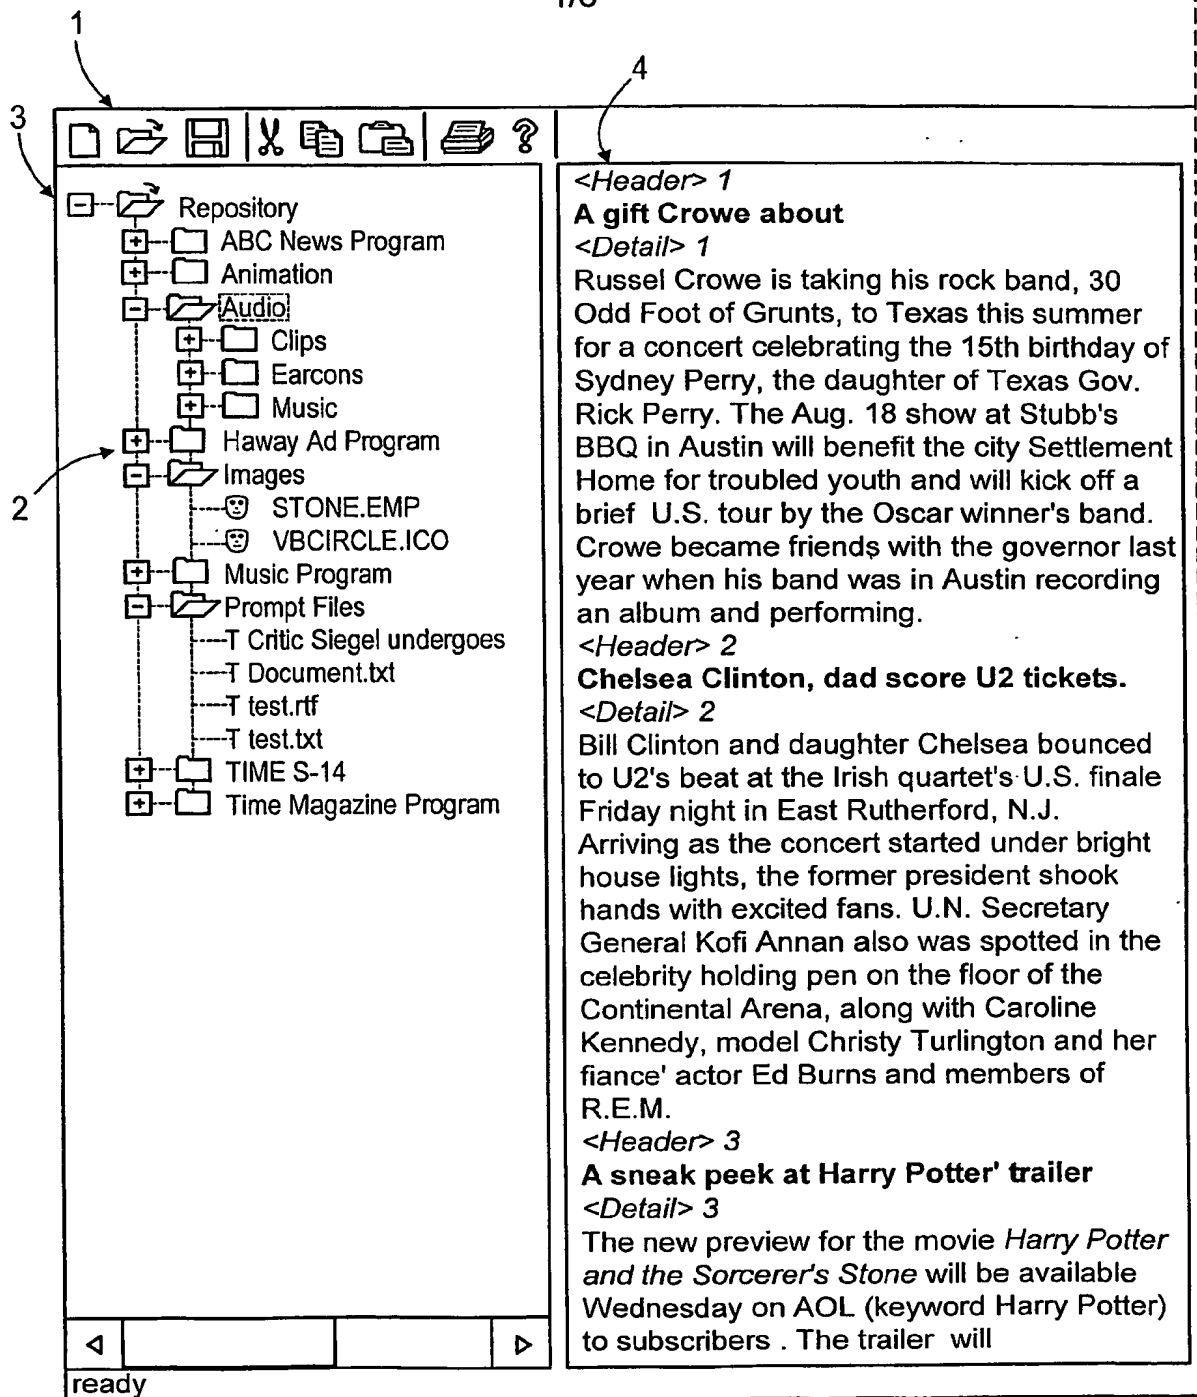 1
3
4
2
Repository
ABC News Program
Animation
Audio
Clips
Earcons
Music
Haway Ad Program
Images
STONE.EMP
VBCIRCLE.ICO
Music Program
Prompt Files
T Critic Siegel undergoes
T Document.txt
T test.rtf
T test.txt
TIME S-14
Time Magazine Program
ready
<Header> 1
A gift Crowe about
<Detail> 1
Russel Crowe is taking his rock band, 30
Odd Foot of Grunts, to Texas this summer
for a concert celebrating the 15th birthday of
Sydney Perry, the daughter of Texas Gov.
Rick Perry. The Aug. 18 show at Stubb's
BBQ in Austin will benefit the city Settlement
Home for troubled youth and will kick off a
brief U.S. tour by the Oscar winner's band.
Crowe became friends with the governor last
year when his band was in Austin recording
an album and performing.
<Header> 2
Chelsea Clinton, dad score U2 tickets.
<Detail> 2
Bill Clinton and daughter Chelsea bounced
to U2's beat at the Irish quartet's U.S. finale
Friday night in East Rutherford, N.J.
Arriving as the concert started under bright
house lights, the former president shook
hands with excited fans. U.N. Secretary
General Kofi Annan also was spotted in the
celebrity holding pen on the floor of the
Continental Arena, along with Caroline
Kennedy, model Christy Turlington and her
fiance' actor Ed Burns and members of
R.E.M.
<Header> 3
A sneak peek at Harry Potter' trailer
<Detail> 3
The new preview for the movie Harry Potter
and the Sorcerer's Stone will be available
Wednesday on AOL (keyword Harry Potter)
to subscribers . The trailer will